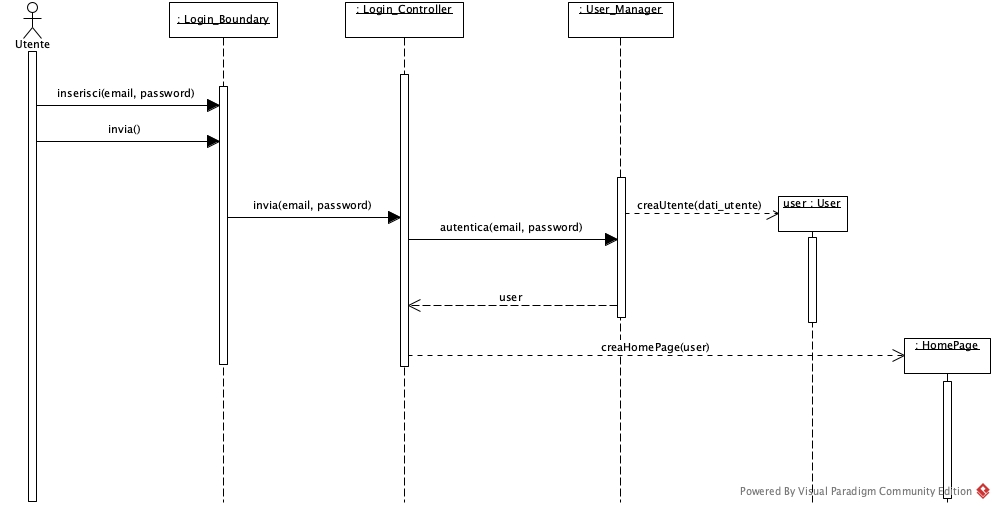 : Login_Boundary
: Login_Controller
: User_Manager
Utente
inserisci(email, password)
invia()
invia(email, password)
creaUtente(dati_utente)
user : User
autentica(email, password)
user
creaHomePage(user)
: HomePage
Powered By Visual Paradigm Community Edition